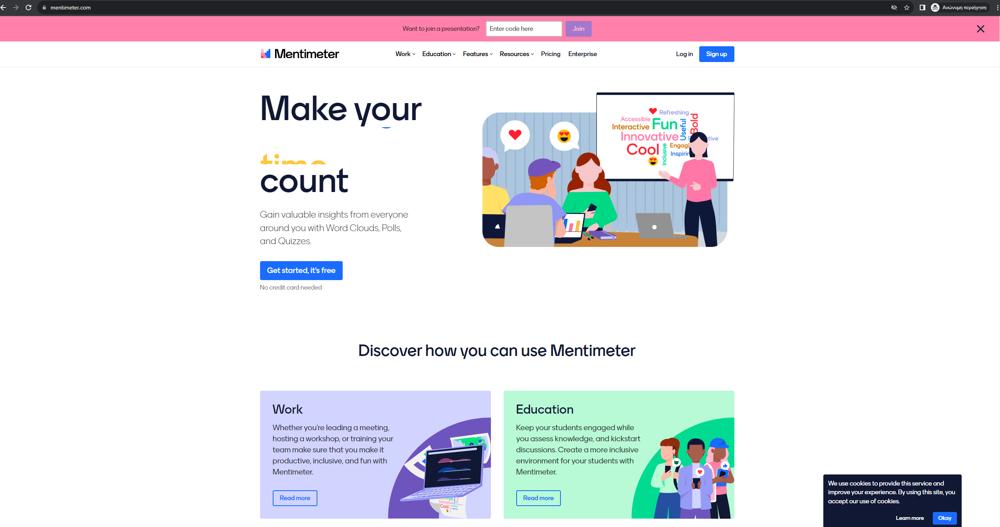 mentimeter.com
Ανώνυμη περιήγηση
Want to join a presentation?
Enter code here
Join
Mentimeter
Work
Education
Features
Resources
Pricing
Enterprise
Log in
Sign up
Make your
time
count
Gain valuable insights from everyone
around you with Word Clouds, Polls,
and Quizzes.
Get started, it's free
No credit card needed
Refreshing
Accessible
Fun
Useful
Bold
Interactive
Innovative
Cool
Inclusive
Discover how you can use Mentimeter
Work
Whether you’re leading a meeting,
hosting a workshop, or training your
team make sure that you make it
productive, inclusive, and fun with
Mentimeter.
Read more
Fun
Innovative
Cool
Education
Keep your students engaged while
you assess knowledge, and kickstart
discussions. Create a more inclusive
environment for your students with
Mentimeter.
Read more
We use cookies to provide this service and
improve your experience. By using this site, you
accept our use of cookies.
Learn more
Okay